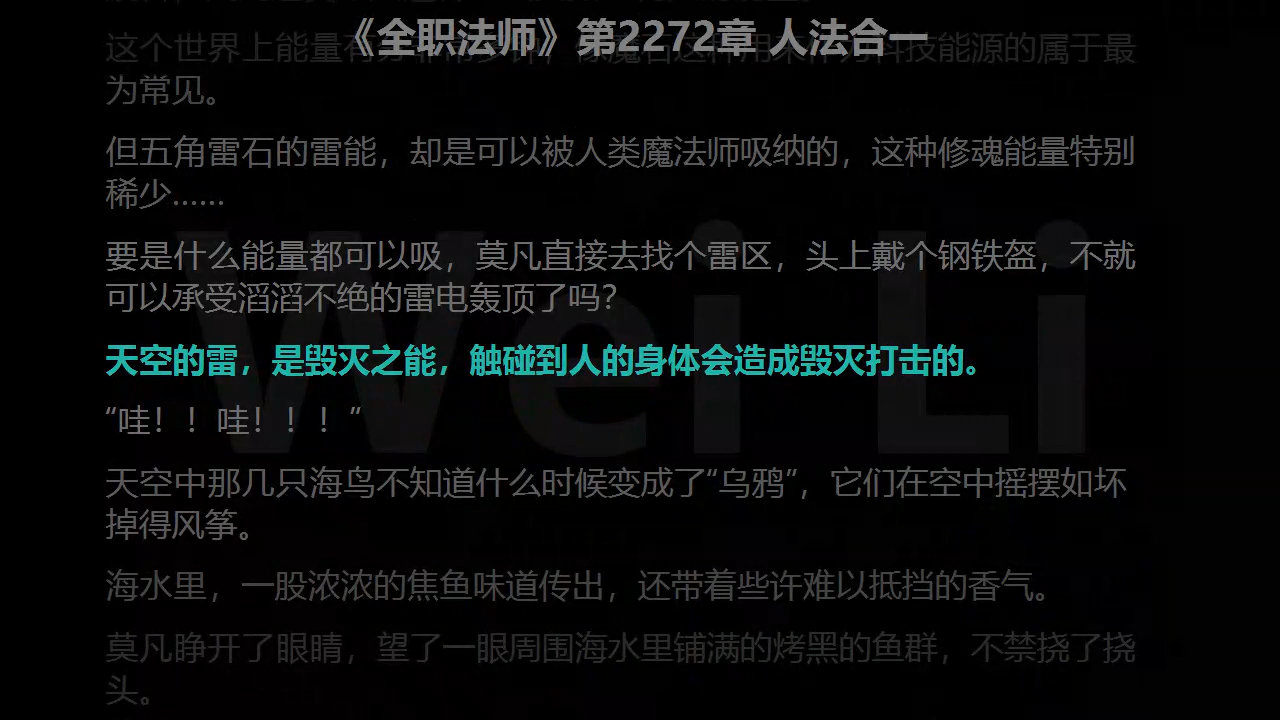 《全职法师》第2272章 人法合一
为常见。
但五角雷石的雷能，却是可以被人类魔法师吸纳的，这种修魂能量特别
稀少……
要是什么能量都可以吸，莫凡直接去找个雷区，头上戴个钢铁盔，不就
可以承受滔滔不绝的雷电轰顶了吗？
天空的雷，是毁灭之能，触碰到人的身体会造成毁灭打击的。
“哇！！哇！！！”
天空中那几只海鸟不知道什么时候变成了“乌鸦”，它们在空中摇摆如坏
掉得风筝。
海水里，一股浓浓的焦鱼味道传出，还带着些许难以抵挡的香气。
莫凡睁开了眼睛，望了一眼周围海水里铺满的烤黑的鱼群，不禁挠了挠
头。
Wei Li